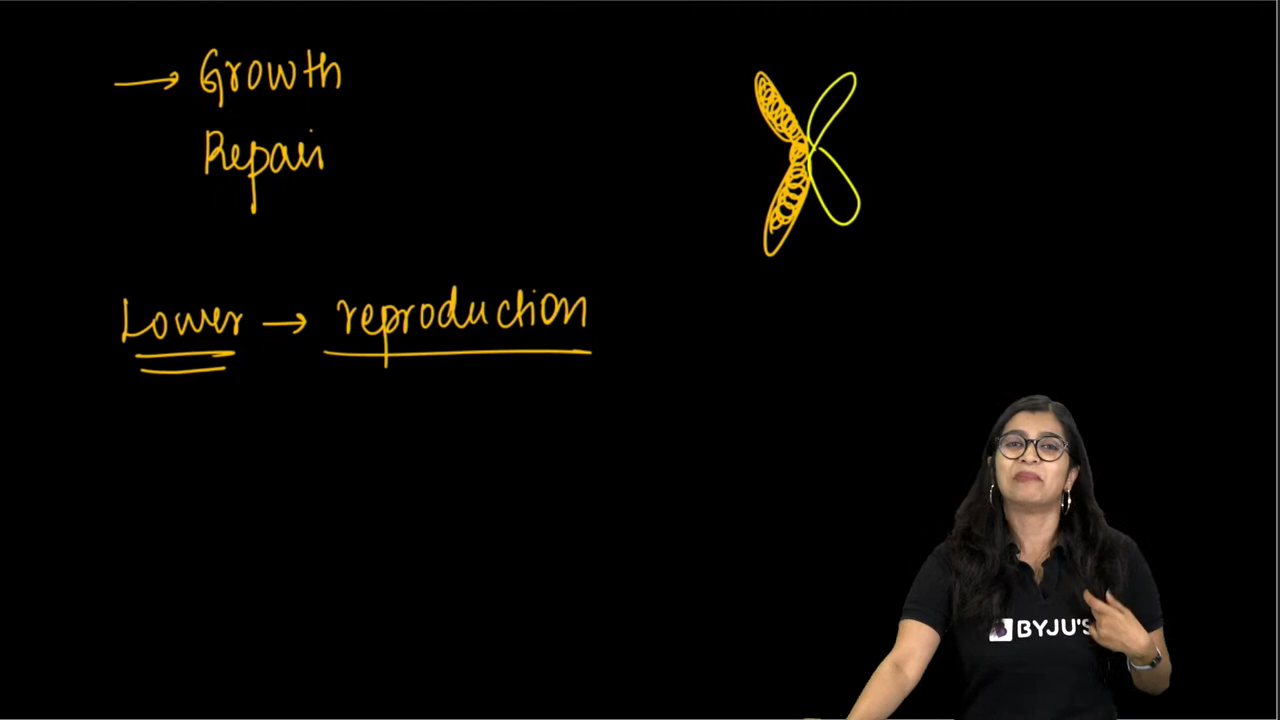 → Growth
Repair
Lower → reproduction
BYJU'S